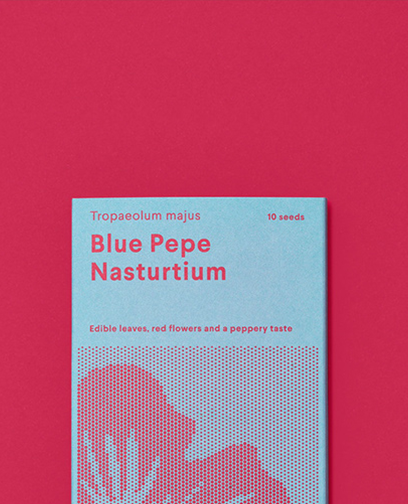 Tropaeolum majus
10 seeds
Blue Pepe
Nasturtium
Edible leaves, red flowers and a peppery taste